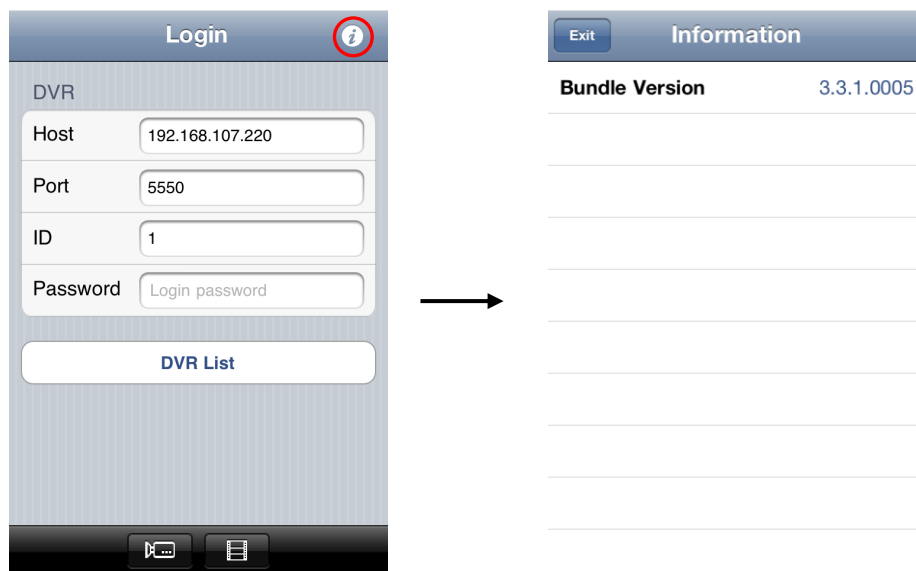 Login
DVR
Host 192.168.107.220
Port 5550
ID 1
Password Login password
DVR List
Exit Information
Bundle Version 3.3.1.0005